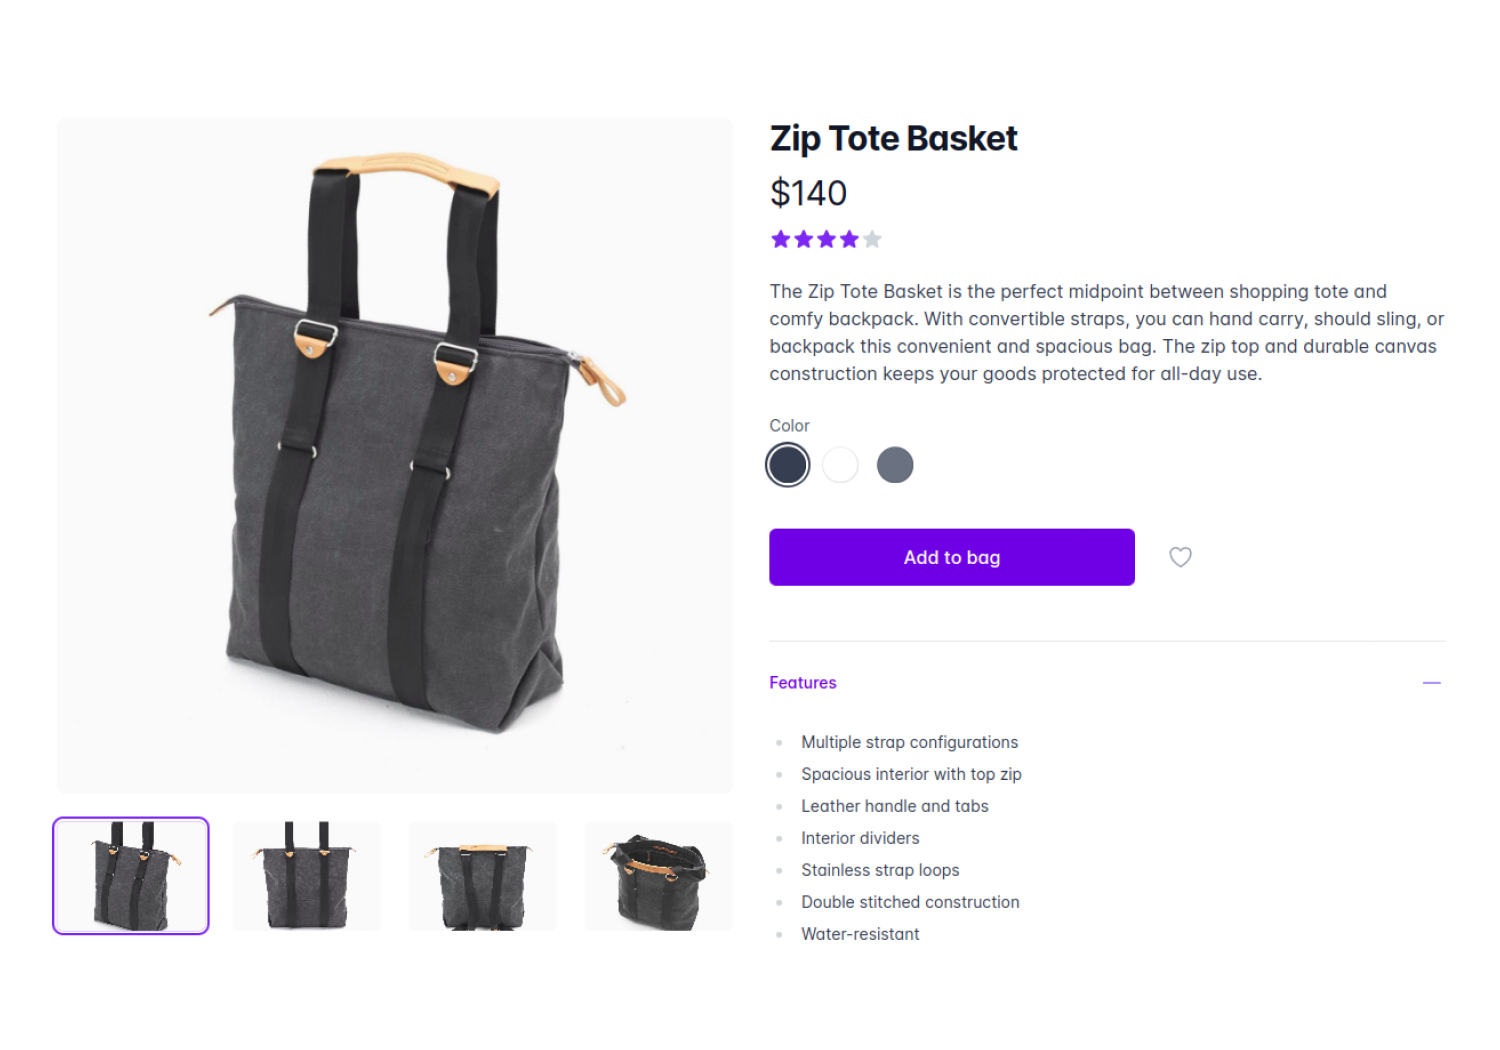 Zip Tote Basket
$140
The Zip Tote Basket is the perfect midpoint between shopping tote and
comfy backpack. With convertible straps, you can hand carry, should sling, or
backpack this convenient and spacious bag. The zip top and durable canvas
construction keeps your goods protected for all-day use.
Color
Add to bag
Features
Multiple strap configurations
Spacious interior with top zip
Leather handle and tabs
Interior dividers
Stainless strap loops
Double stitched construction
Water-resistant